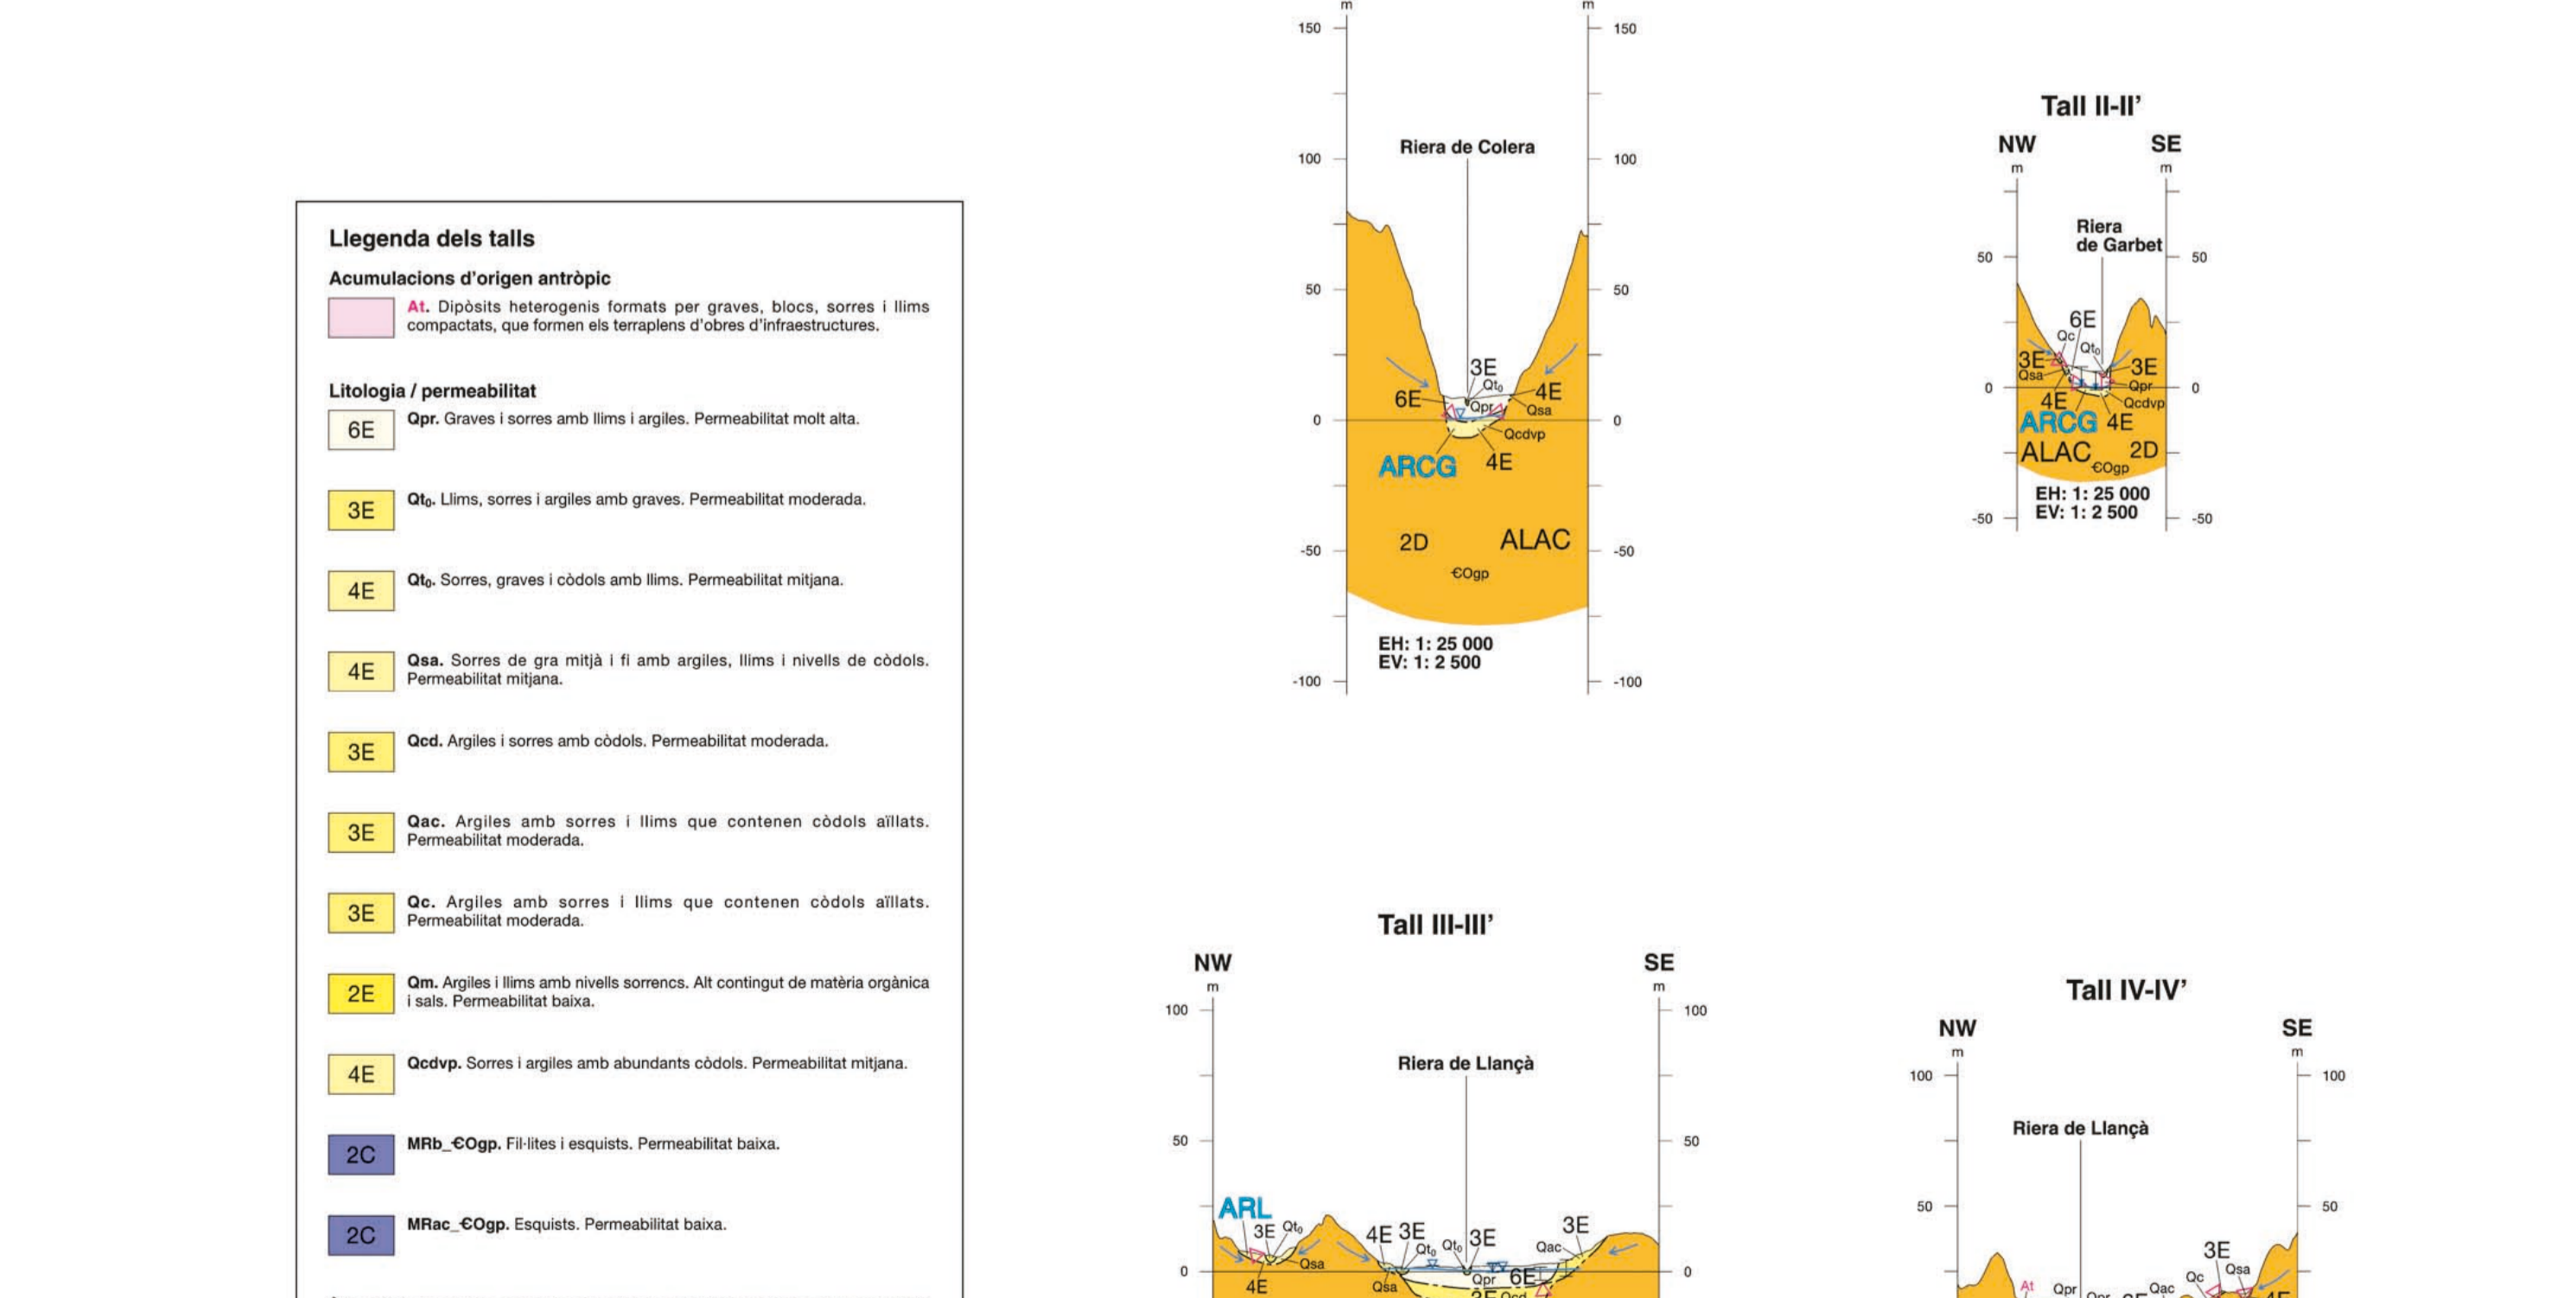 Llegenda dels talls
Acumulacions d'origen antròpic
At. Dipòsits heterogenis formats per graves, blocs, sorres i llims
compactats, que formen els terraplens d'obres d'infraestructures.
Litologia / permeabilitat
6E
Qpr. Graves i sorres amb llims i argiles. Permeabilitat molt alta.
3E
Qt₀. Llims, sorres i argiles amb graves. Permeabilitat moderada.
4E
Qt₀. Sorres, graves i còdols amb llims. Permeabilitat mitjana.
4E
Qsa. Sorres de gra mitjà i fi amb argiles, llims i nivells de còdols.
Permeabilitat mitjana.
3E
Qcd. Argiles i sorres amb còdols. Permeabilitat moderada.
3E
Qac. Argiles amb sorres i llims que contenen còdols aïllats.
Permeabilitat moderada.
3E
Qc. Argiles amb sorres i llims que contenen còdols aïllats.
Permeabilitat moderada.
2E
Qm. Argiles i llims amb nivells sorrencs. Alt contingut de matèria orgànica
i sals. Permeabilitat baixa.
4E
Qcdvp. Sorres i argiles amb abundants còdols. Permeabilitat mitjana.
2C
MRb_ЄOgp. Fil·lites i esquists. Permeabilitat baixa.
2C
MRac_ЄOgp. Esquists. Permeabilitat baixa.
m m
150 150
100 100
Riera de Colera
50 50
3E
Qt₀
6E 4E
Qpr Qsa
0 0
Qcdvp
ARCG 4E
2D ALAC
-50 -50
ЄOgp
EH: 1: 25 000
EV: 1: 2 500
-100 -100
Tall II-II'
NW SE
m m
Riera
de Garbet
50 50
6E
Qc
Qt₀
3E 3E
Qsa Qpr
0 0
4E Qcdvp
ARCG 4E
ALAC 2D
ЄOgp
EH: 1: 25 000
EV: 1: 2 500
-50 -50
Tall III-III'
NW SE
m m
100 100
Riera de Llançà
50 50
ARL
3E Qt₀ 4E 3E 3E 3E
Qt₀ Qt₀ Qac
Qsa
0 0
4E Qsa Qpr 6E
3E Qcd
Tall IV-IV'
NW SE
m m
100 100
Riera de Llançà
50 50
3E
Qc Qsa
At Qpr Qpr Qac
4E